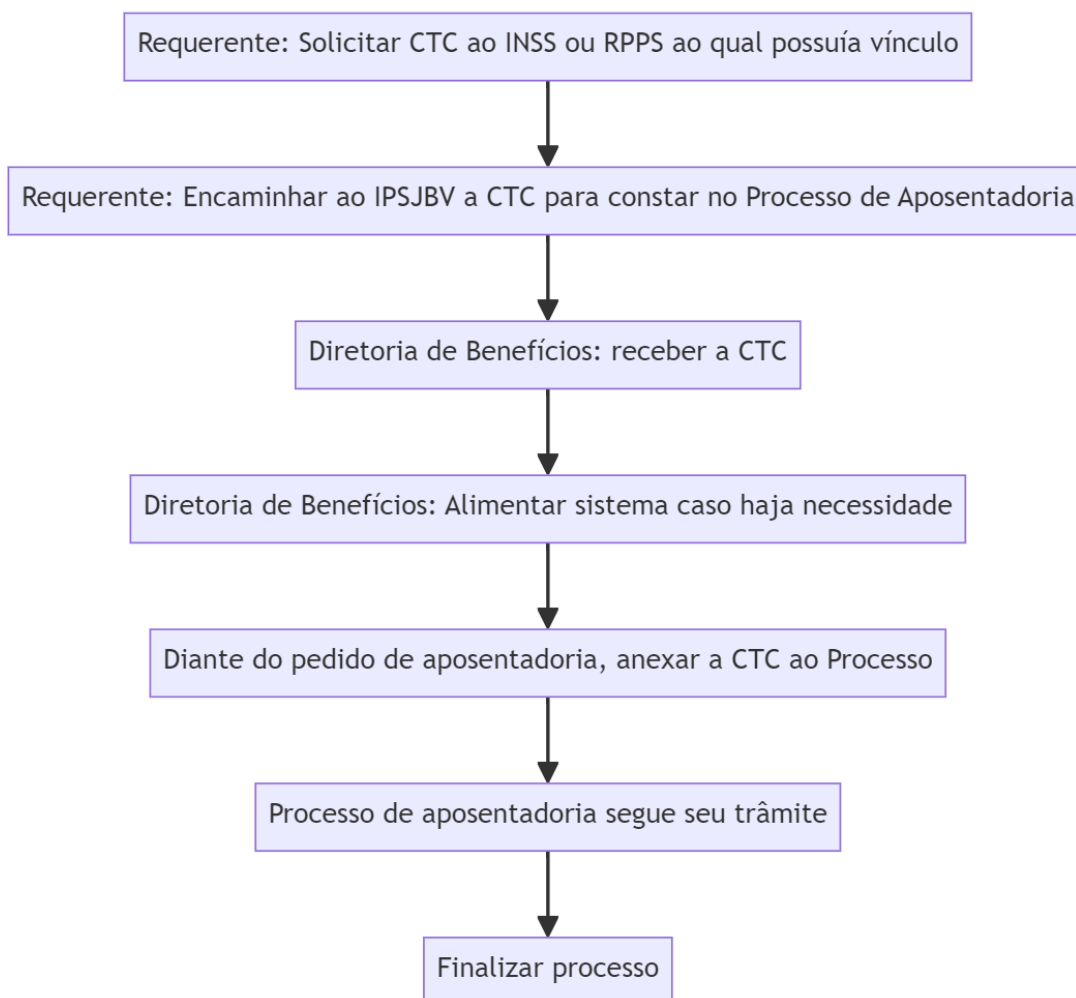 Requerente: Solicitar CTC ao INSS ou RPPS ao qual possuía vínculo
Requerente: Encaminhar ao IPSJBV a CTC para constar no Processo de Aposentadoria
Diretoria de Benefícios: receber a CTC
Diretoria de Benefícios: Alimentar sistema caso haja necessidade
Diante do pedido de aposentadoria, anexar a CTC ao Processo
Processo de aposentadoria segue seu trâmite
Finalizar processo